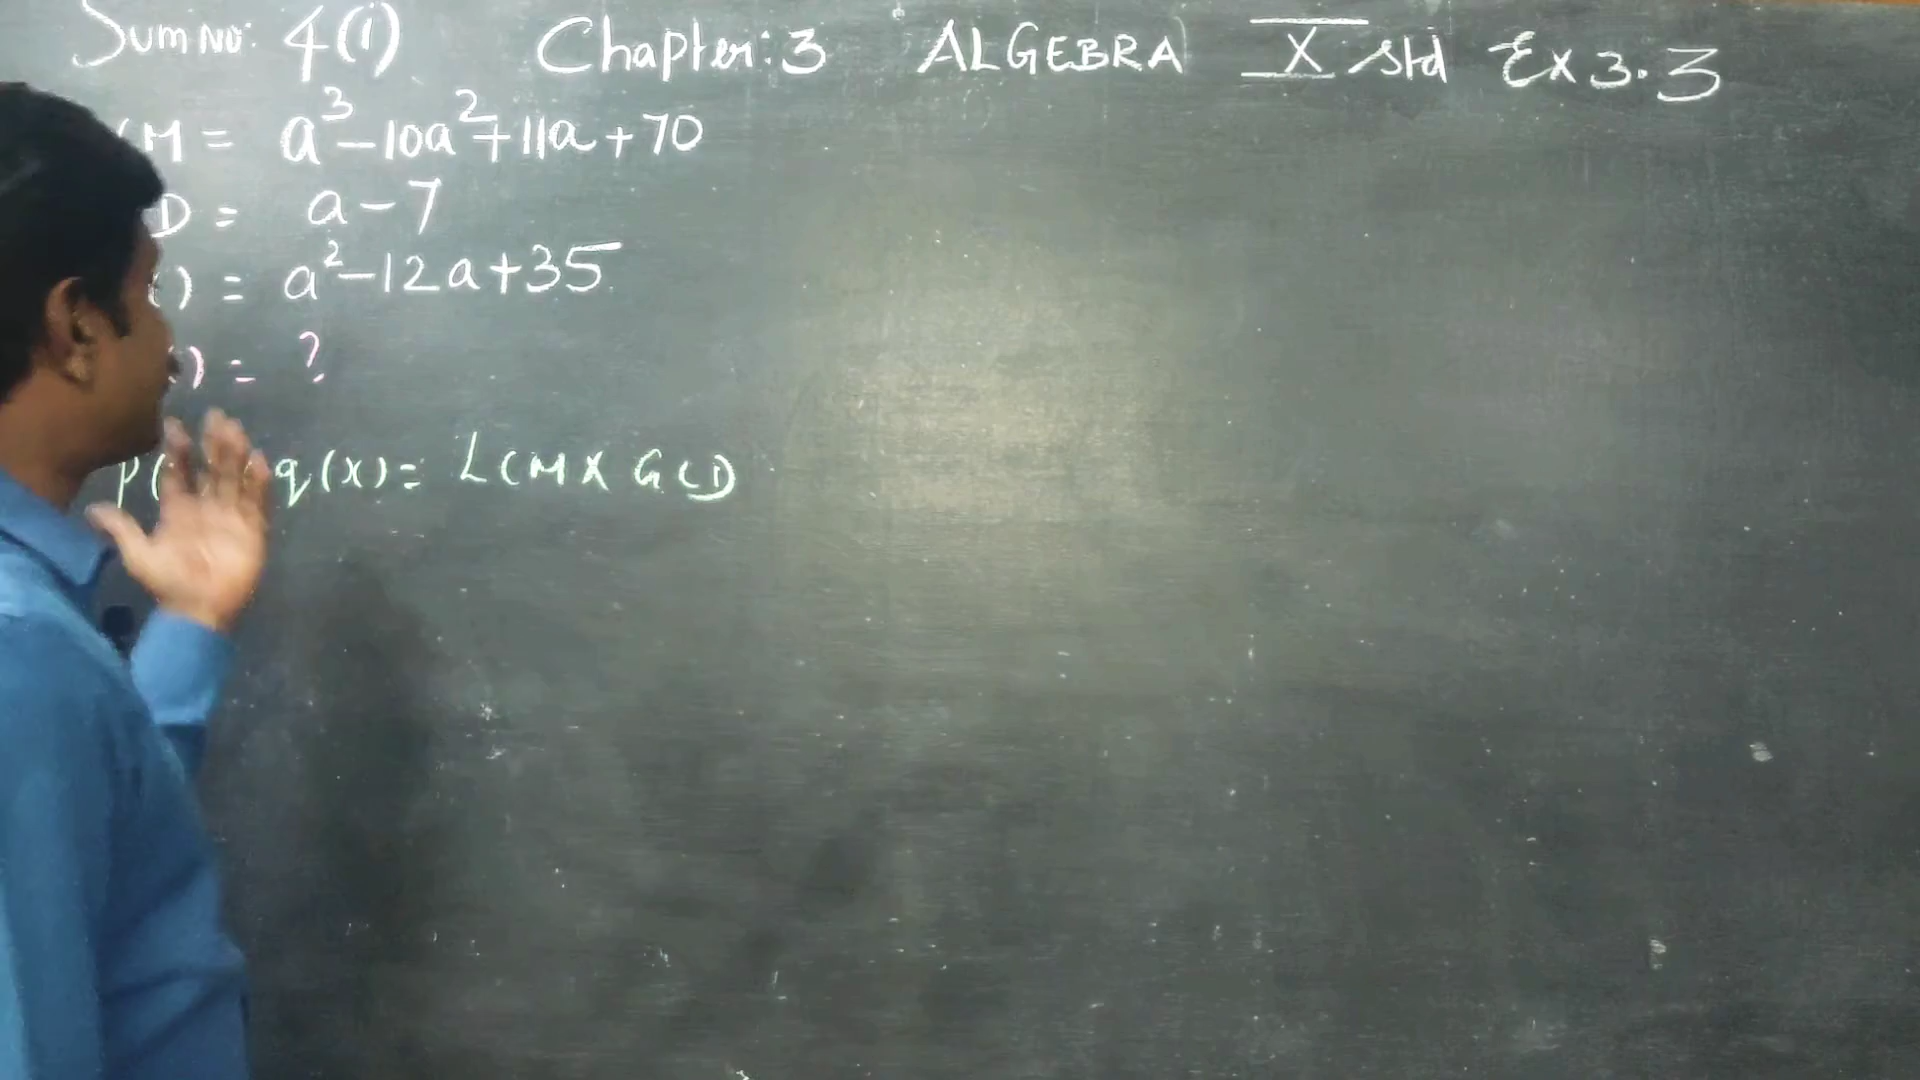 Sum No: 4(i) Chapter: 3 ALGEBRA X std Ex 3.3
M = a³-10a²+11a+70
D = a-7
) = a²-12a+35
) = ?
P( q(x) = LCM X GCD